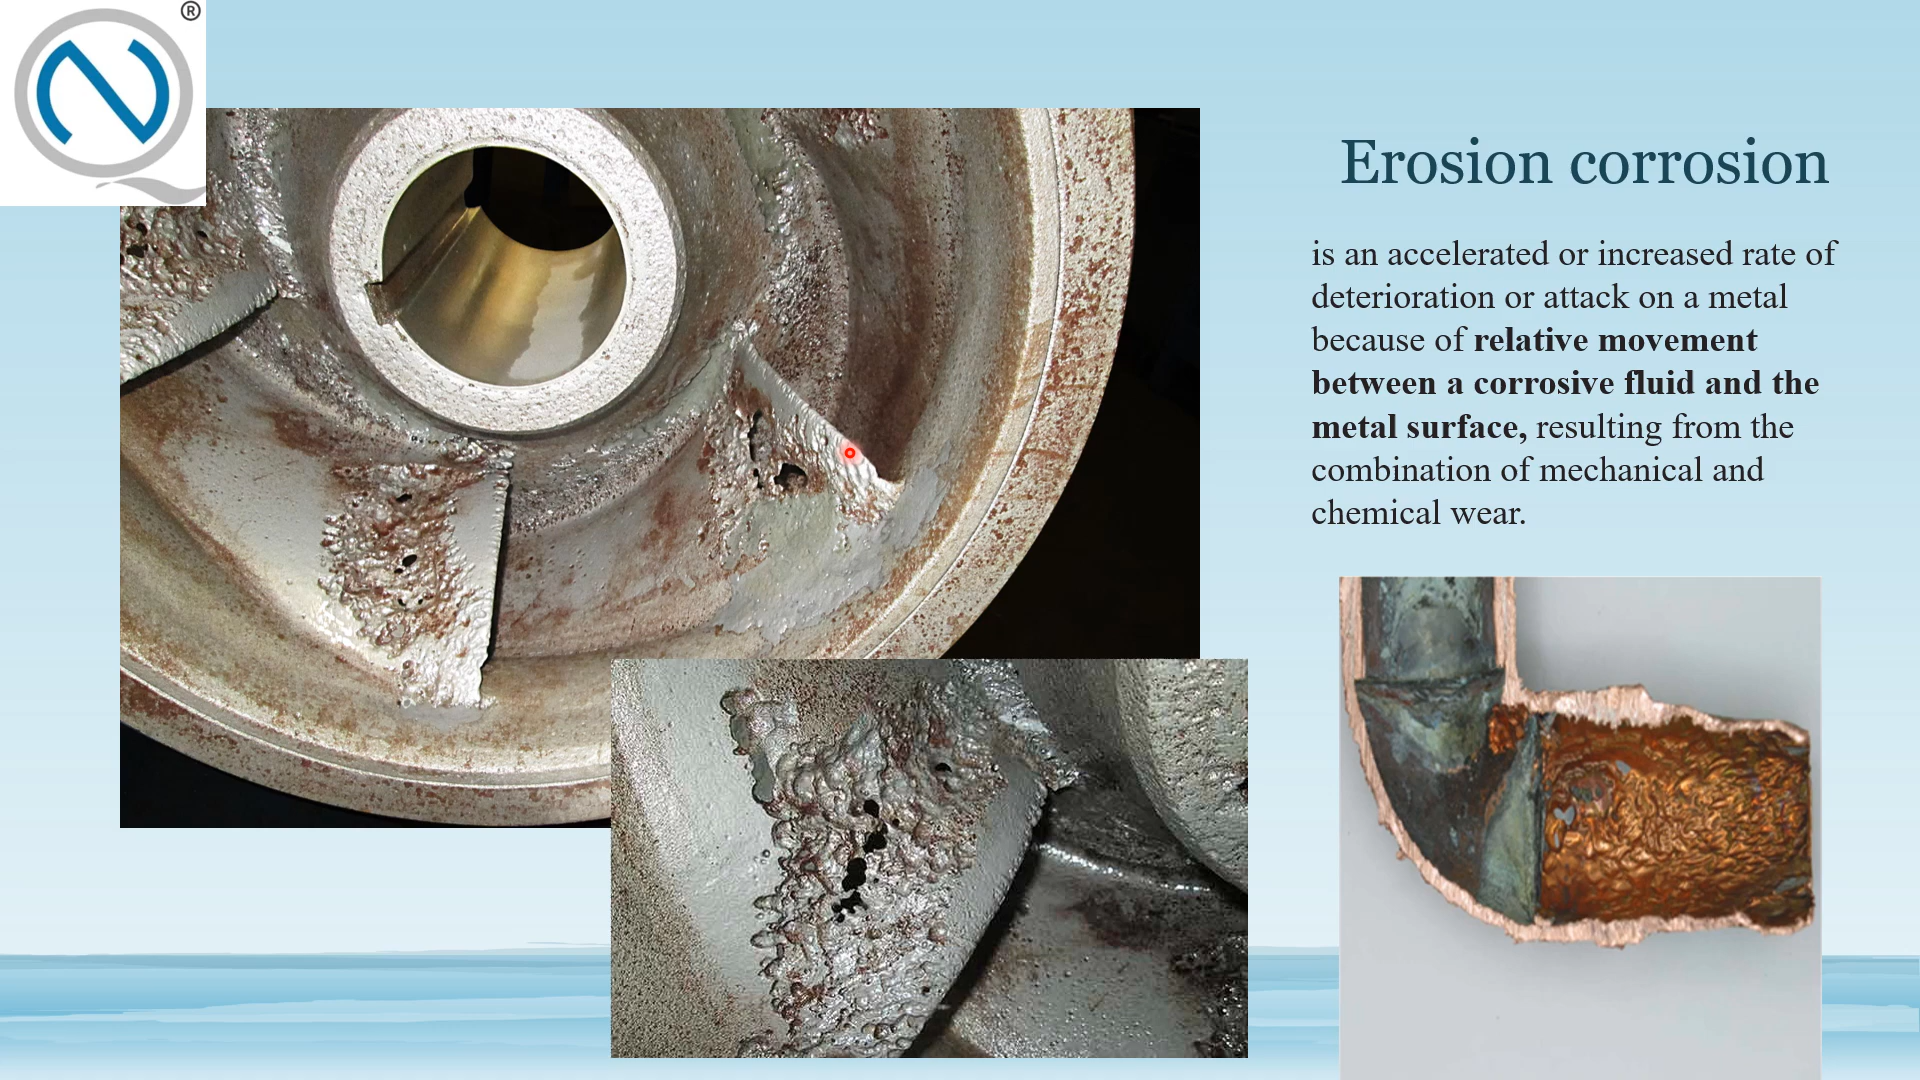 ®
Erosion corrosion
is an accelerated or increased rate of
deterioration or attack on a metal
because of relative movement
between a corrosive fluid and the
metal surface, resulting from the
combination of mechanical and
chemical wear.